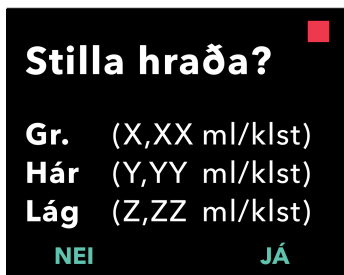 Stilla hraða?
Gr. (X,XX ml/klst)
Hár (Y,YY ml/klst)
Lág (Z,ZZ ml/klst)
NEI JÁ